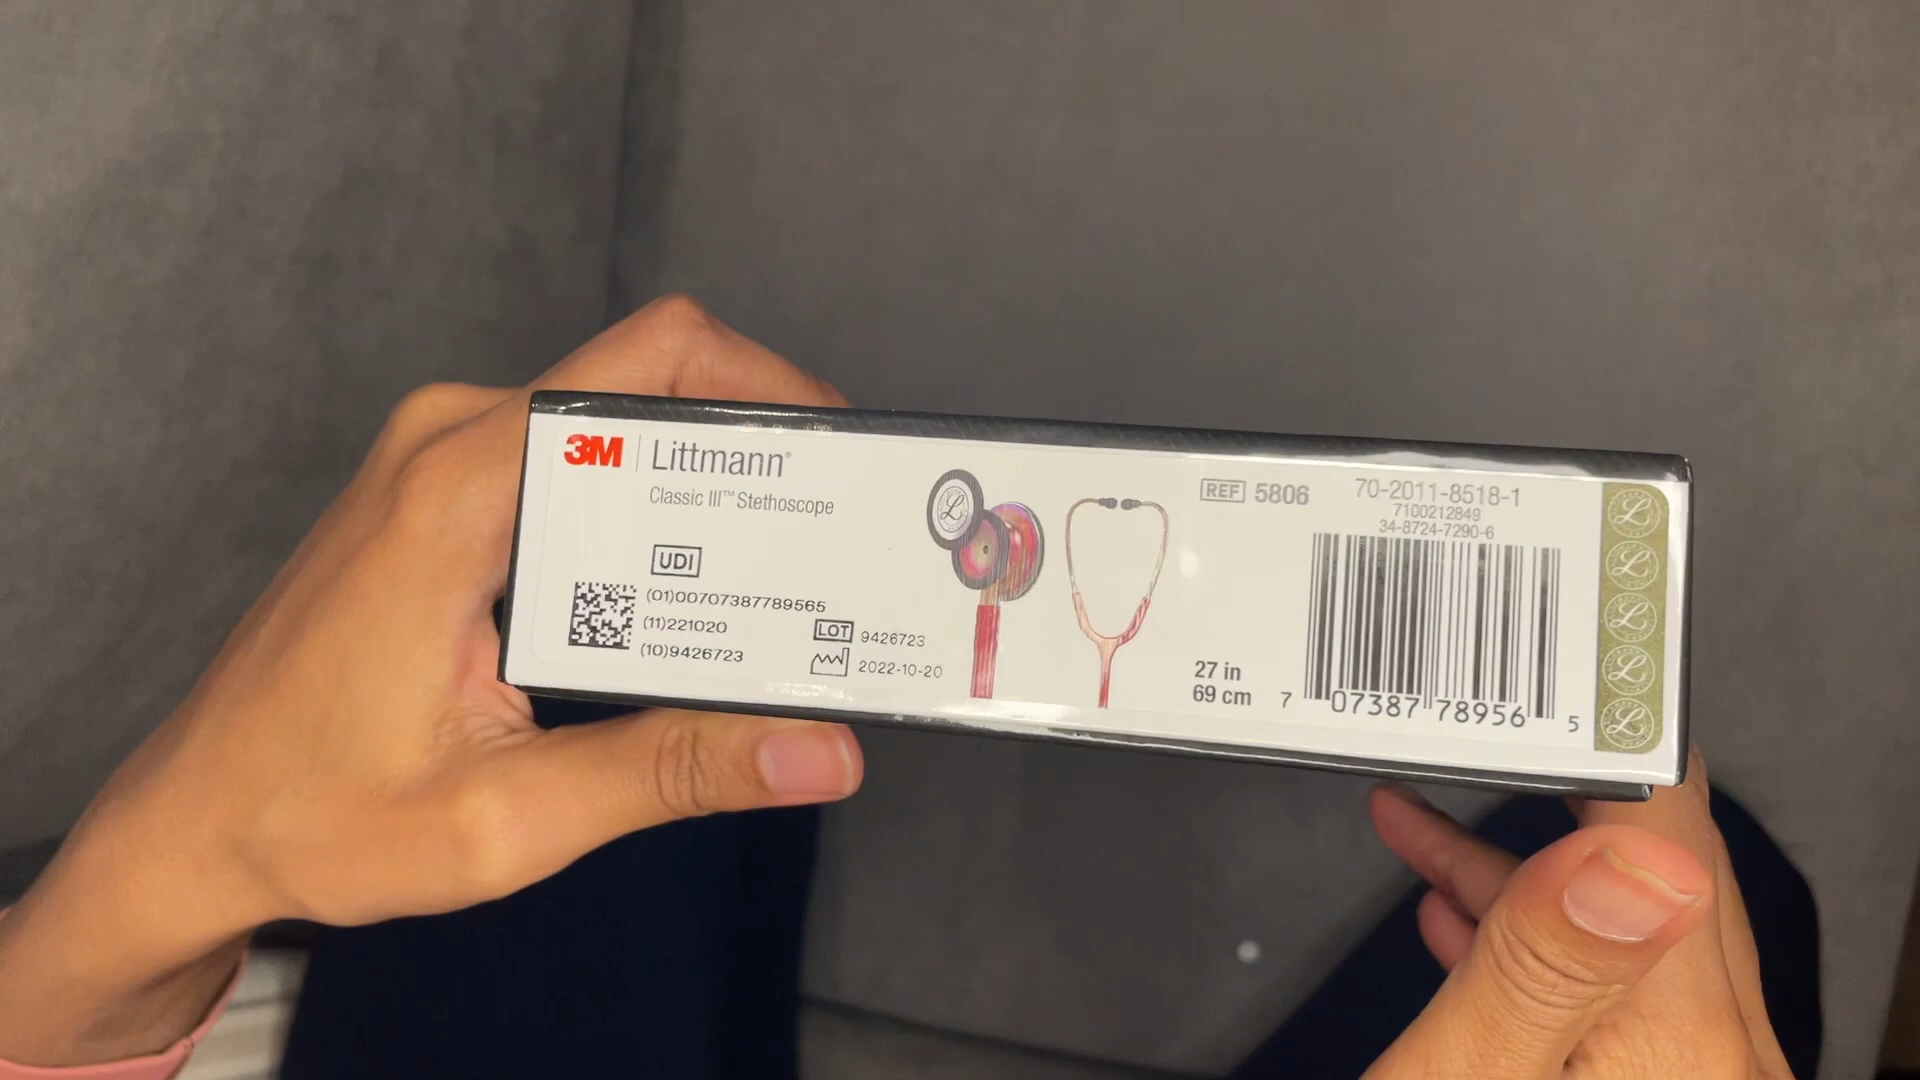 3M | Littmann®
Classic III™ Stethoscope
UDI
(01)00707387789565
(11)221020
(10)9426723
LOT 9426723
2022-10-20
27 in
69 cm
REF 5806
70-2011-8518-1
7100212849
34-8724-7290-6
7 07387 78956 5
L
L
L
L
L